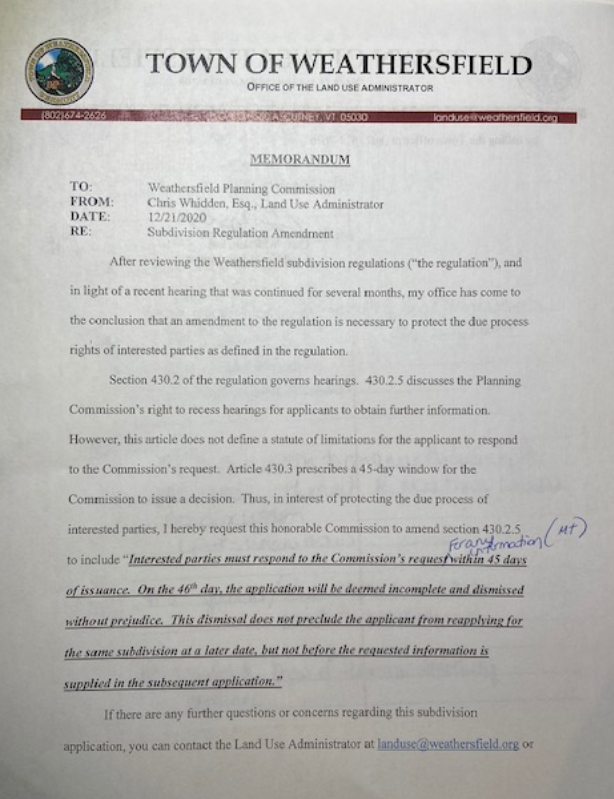 TOWN OF WEATHERSFIELD
OFFICE OF THE LAND USE ADMINISTRATOR
(802)674-2626 ASCUTNEY, VT 05030 landuse@weathersfield.org
MEMORANDUM
TO: Weathersfield Planning Commission
FROM: Chris Whidden, Esq., Land Use Administrator
DATE: 12/21/2020
RE: Subdivision Regulation Amendment
After reviewing the Weathersfield subdivision regulations ("the regulation"), and
in light of a recent hearing that was continued for several months, my office has come to
the conclusion that an amendment to the regulation is necessary to protect the due process
rights of interested parties as defined in the regulation.
Section 430.2 of the regulation governs hearings. 430.2.5 discusses the Planning
Commission's right to recess hearings for applicants to obtain further information.
However, this article does not define a statute of limitations for the applicant to respond
to the Commission's request. Article 430.3 prescribes a 45-day window for the
Commission to issue a decision. Thus, in interest of protecting the due process of
interested parties, I hereby request this honorable Commission to amend section 430.2.5
for any information (MT)
to include "Interested parties must respond to the Commission's request within 45 days
of issuance. On the 46th day, the application will be deemed incomplete and dismissed
without prejudice. This dismissal does not preclude the applicant from reapplying for
the same subdivision at a later date, but not before the requested information is
supplied in the subsequent application."
If there are any further questions or concerns regarding this subdivision
application, you can contact the Land Use Administrator at landuse@weathersfield.org or